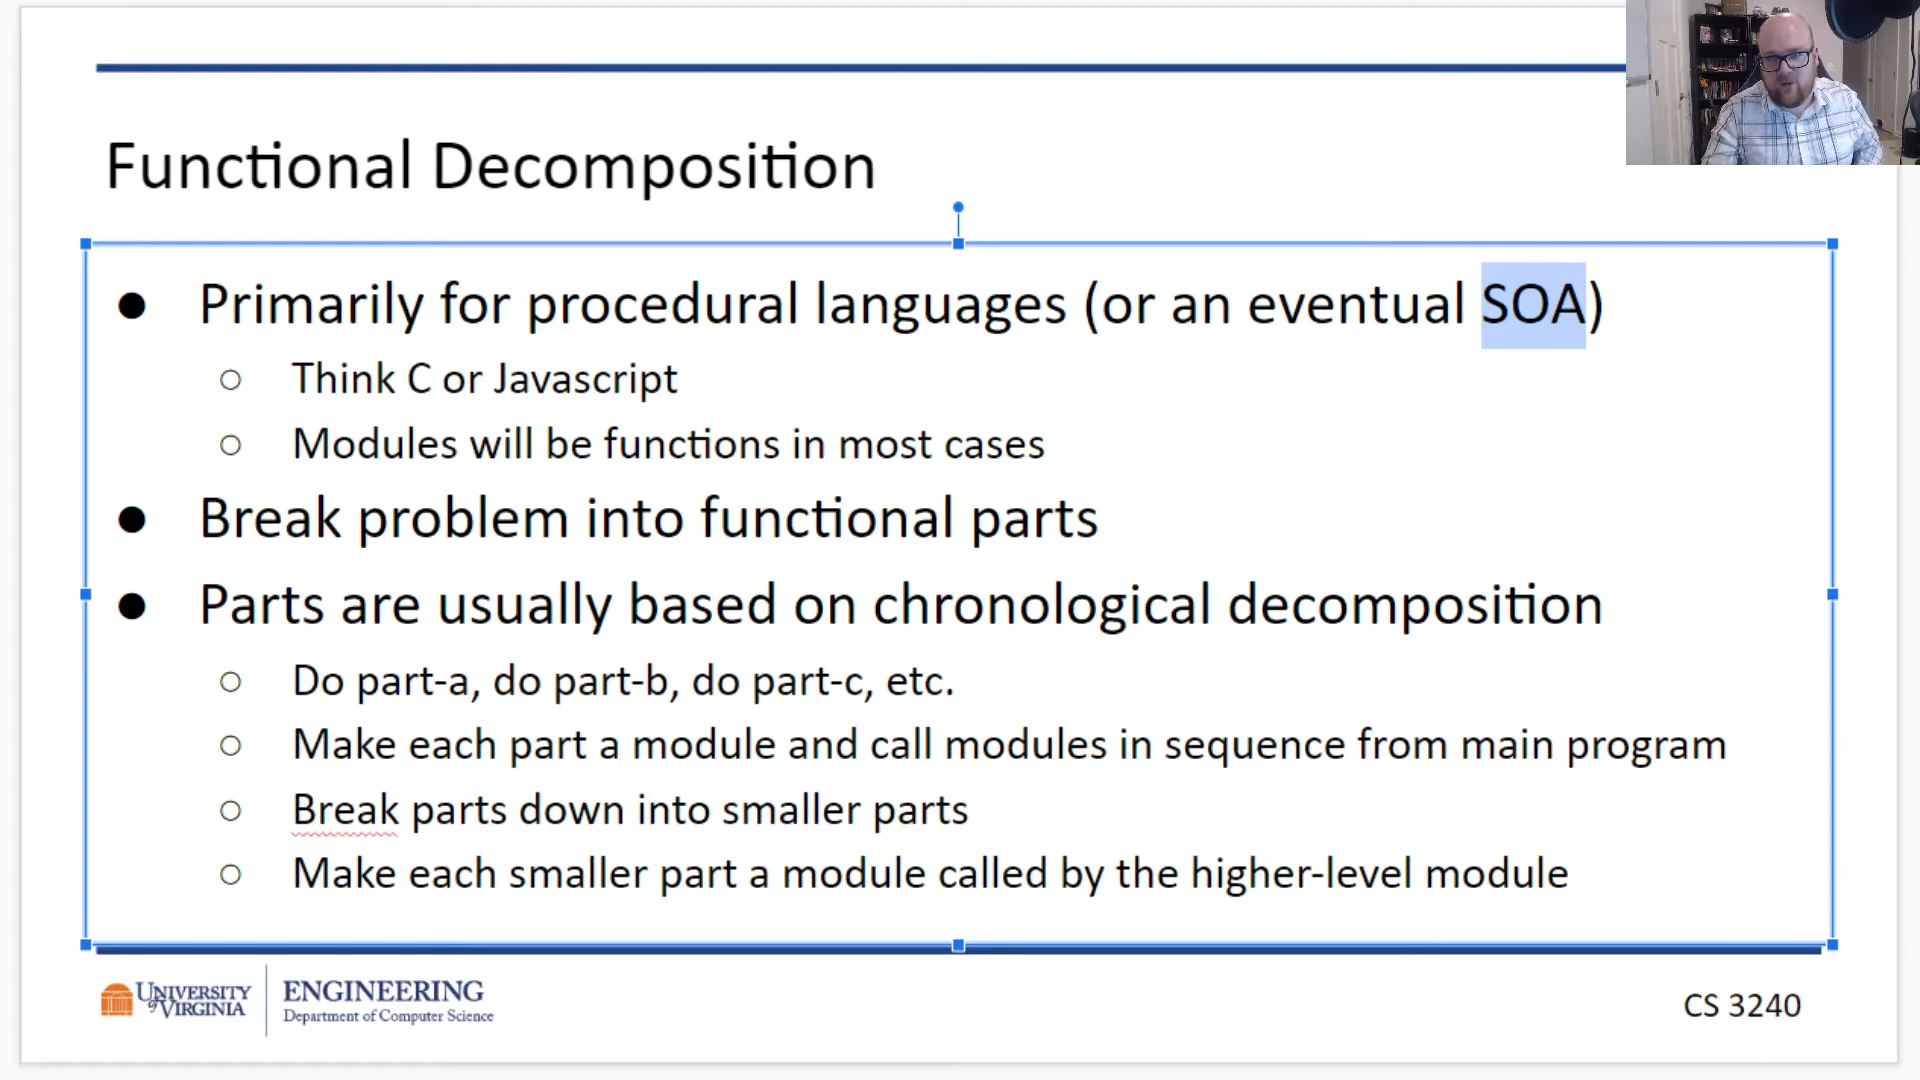 Functional Decomposition
● Primarily for procedural languages (or an eventual SOA)
○ Think C or Javascript
○ Modules will be functions in most cases
● Break problem into functional parts
● Parts are usually based on chronological decomposition
○ Do part-a, do part-b, do part-c, etc.
○ Make each part a module and call modules in sequence from main program
○ Break parts down into smaller parts
○ Make each smaller part a module called by the higher-level module
UNIVERSITY of VIRGINIA
ENGINEERING
Department of Computer Science
CS 3240